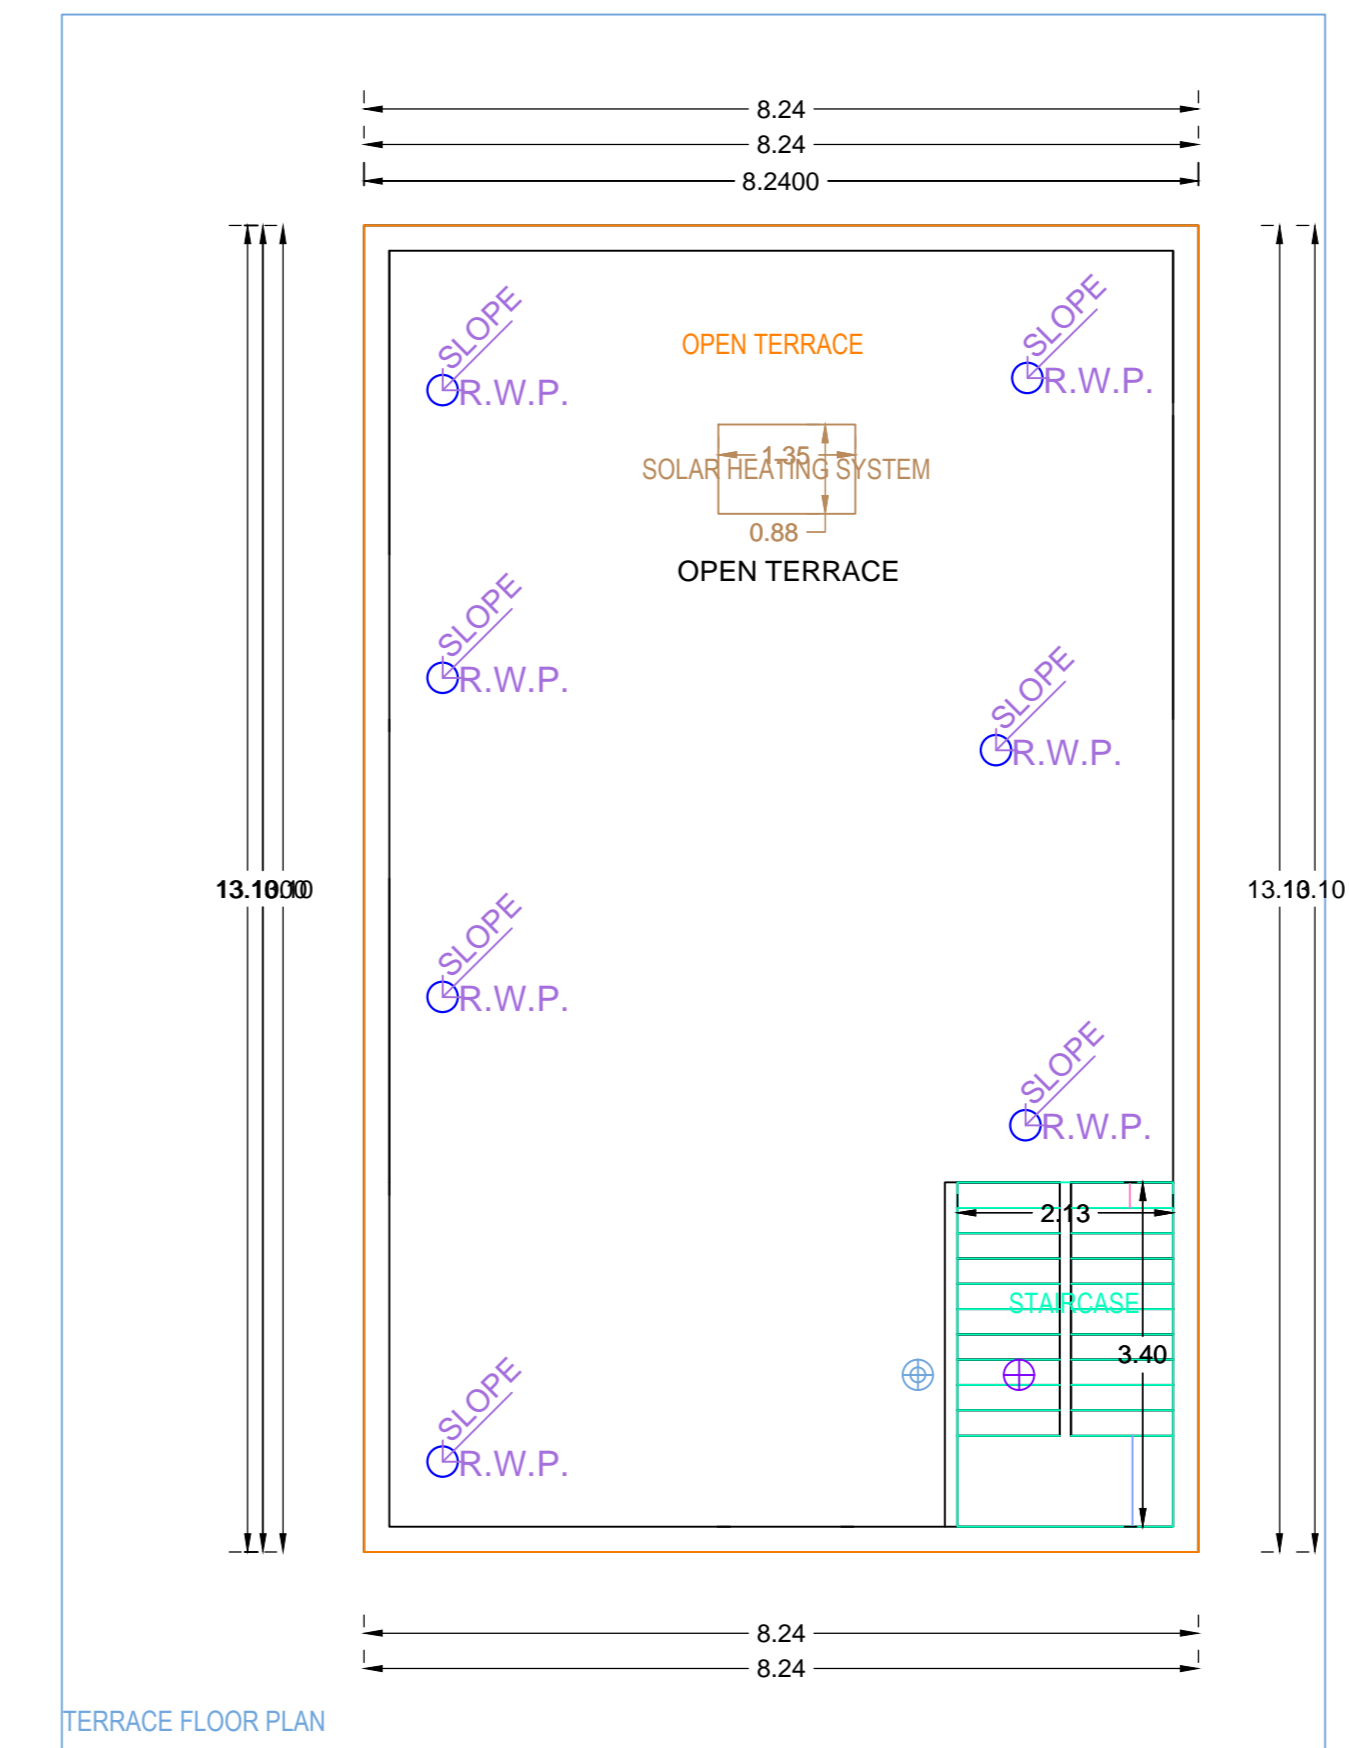 8.24
8.24
8.2400
SLOPE
R.W.P.
OPEN TERRACE
SLOPE
R.W.P.
1.35
SOLAR HEATING SYSTEM
0.88
OPEN TERRACE
SLOPE
R.W.P.
SLOPE
R.W.P.
13.10
13.10
13.10
SLOPE
R.W.P.
SLOPE
R.W.P.
2.13
STAIRCASE
3.40
SLOPE
R.W.P.
8.24
8.24
TERRACE FLOOR PLAN